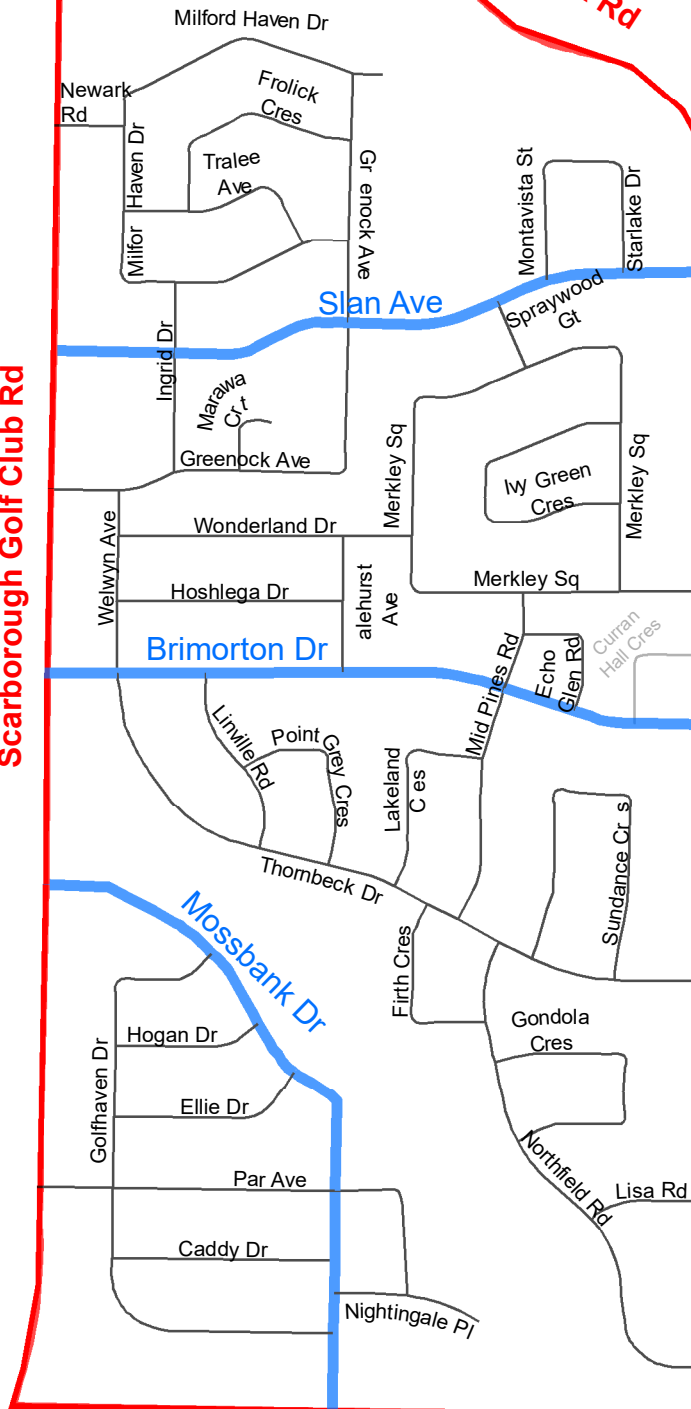 Milford Haven Dr
Rd
Newark
Rd
Frolick
Cres
Haven Dr
Milfor
Tralee
Ave
Gr enock Ave
Montavista St
Starlake Dr
Slan Ave
Spraywood
Gt
Ingrid Dr
Marawa
Cr t
Scarborough Golf Club Rd
Greenock Ave
Merkley Sq
Ivy Green
Cres
Merkley Sq
Wonderland Dr
Welwyn Ave
Hoshlega Dr
alehurst
Ave
Merkley Sq
Brimorton Dr
Mid Pines Rd
Echo
Glen Rd
Curran
Hall Cres
Linville Rd
Point Grey Cres
Lakeland
C es
Sundance Cr s
Thornbeck Dr
Mossbank Dr
Firth Cres
Gondola
Cres
Hogan Dr
Golfhaven Dr
Ellie Dr
Northfield Rd
Lisa Rd
Par Ave
Caddy Dr
Nightingale Pl